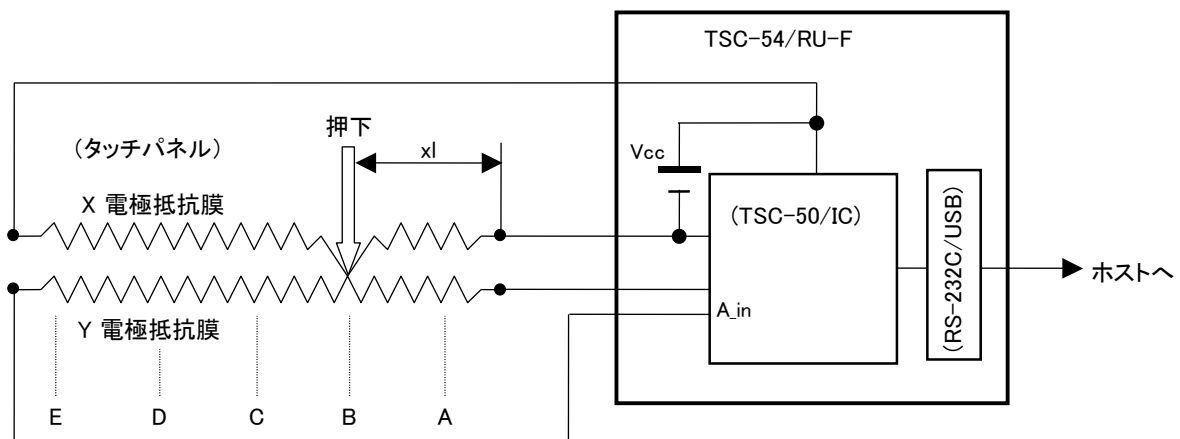 TSC-54/RU-F
押下
(タッチパネル)
xl
Vcc
X 電極抵抗膜
(TSC-50/IC)
(RS-232C/USB)
ホストへ
A_in
Y 電極抵抗膜
E D C B A